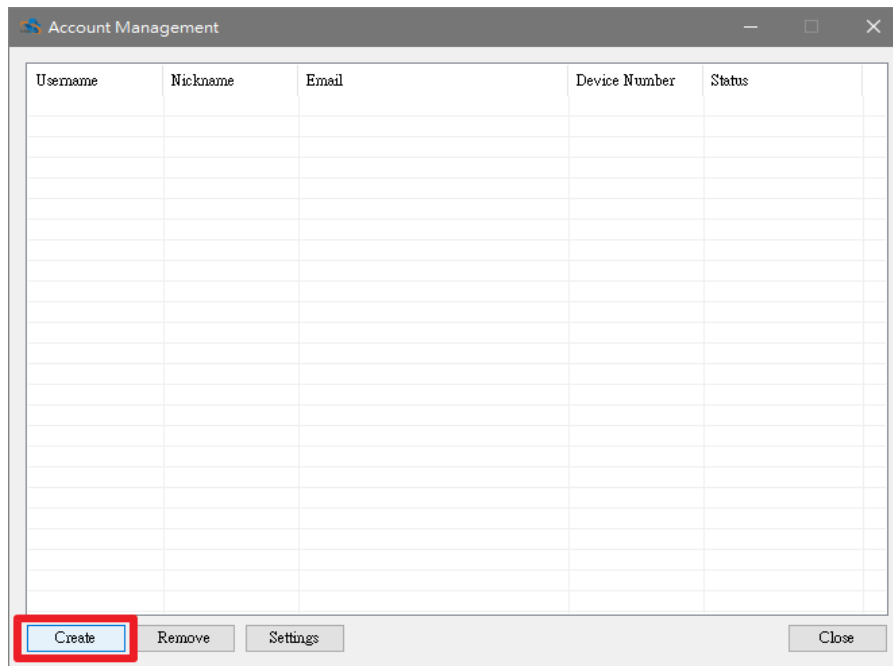 Account Management
Username Nickname Email Device Number Status
Create Remove Settings Close